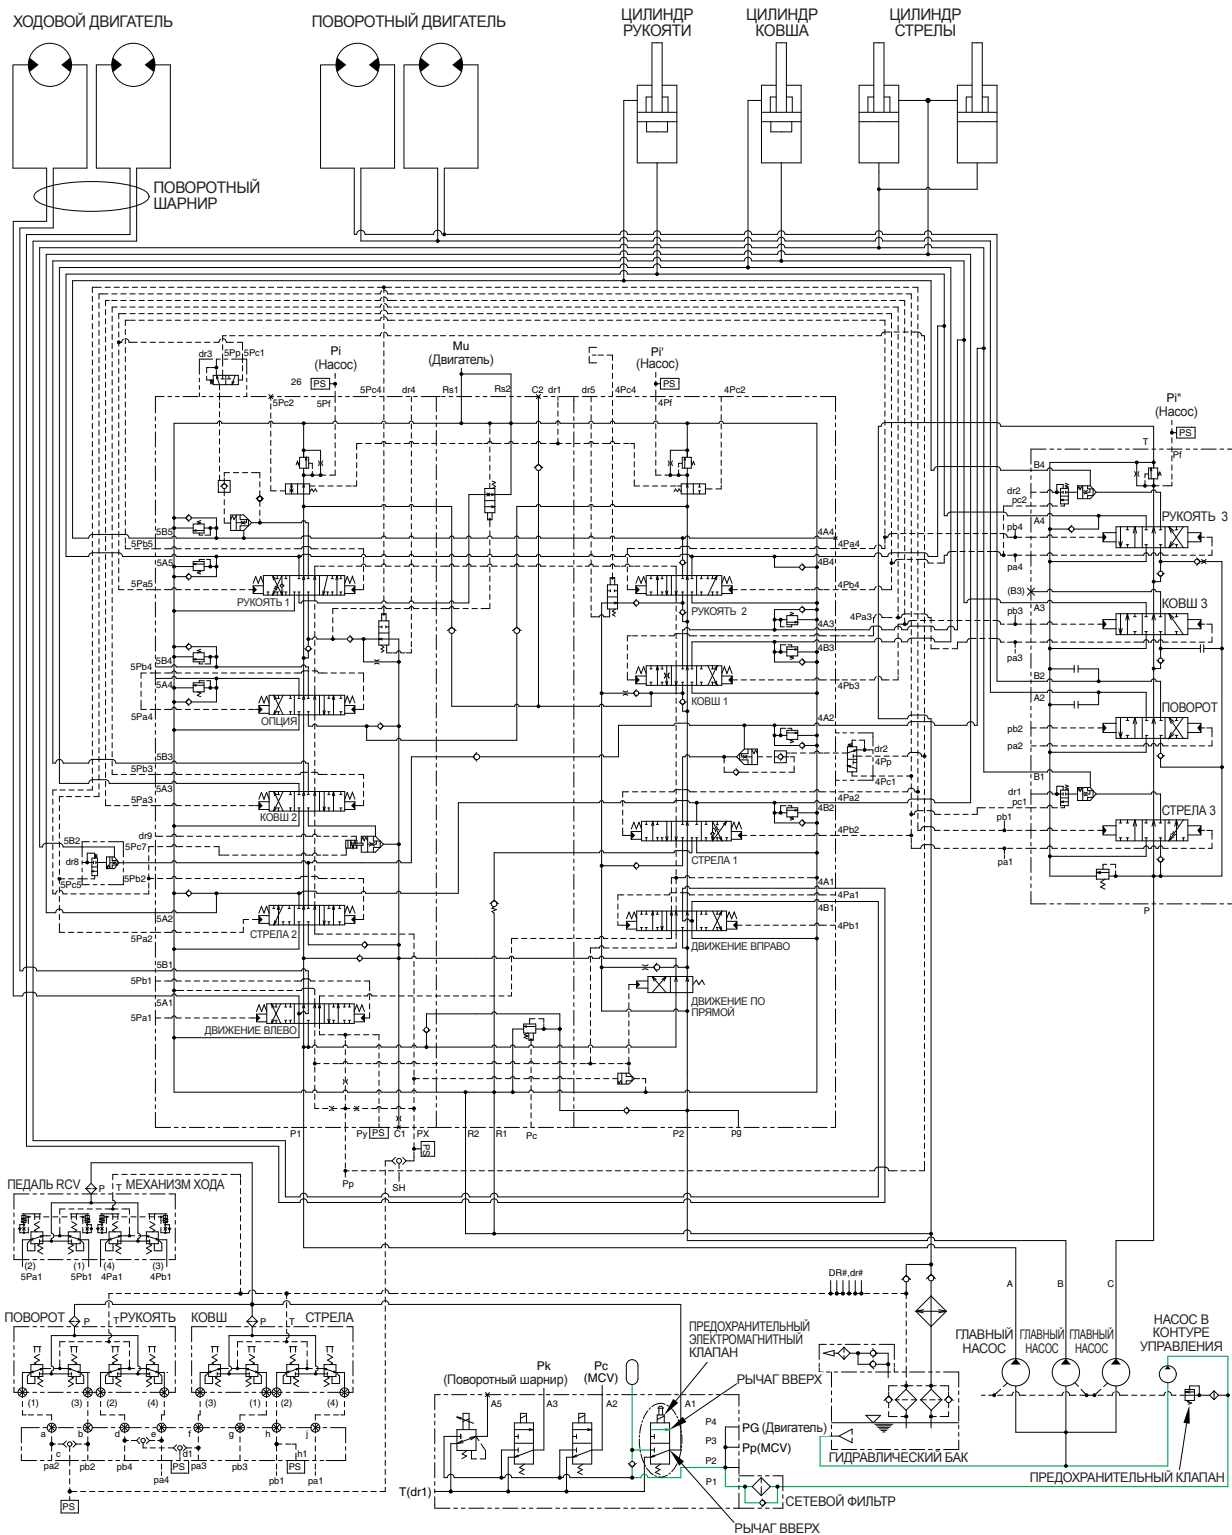 ХОДОВОЙ ДВИГАТЕЛЬ
ПОВОРОТНЫЙ ДВИГАТЕЛЬ
ЦИЛИНДР
РУКОЯТИ
ЦИЛИНДР
КОВША
ЦИЛИНДР
СТРЕЛЫ
ПОВОРОТНЫЙ
ШАРНИР
dr3
5Pp
5Pc1
Pi
(Насос)
Mu
(Двигатель)
Pi'
(Насос)
26
PS
5Pc2
5Pf
5Pc4
dr4
Rs1
Rs2
C2
dr1
dr5
4Pc4
PS
4Pf
4Pc2
Pi"
(Насос)
PS
T
Pf
B4
dr2
pc2
A4
pb4
РУКОЯТЬ 3
pa4
(B3)
A3
pb3
КОВШ 3
pa3
B2
A2
ПОВОРОТ
pb2
pa2
B1
dr1
pc1
pb1
СТРЕЛА 3
pa1
P
5B5
5Pb5
5A5
5Pa5
РУКОЯТЬ 1
4A4
4Pa4
4B4
4Pb4
РУКОЯТЬ 2
5B4
5Pb4
5A4
5Pa4
ОПЦИЯ
4Pa3
4A3
4B3
4Pb3
КОВШ 1
5B3
5Pb3
5A3
5Pa3
КОВШ 2
4A2
dr2
4Pp
4Pc1
4Pa2
4B2
4Pb2
СТРЕЛА 1
5B2
dr9
5Pc7
dr8
5Pc5
5Pb2
5A2
5Pa2
СТРЕЛА 2
4A1
4Pa1
4B1
4Pb1
ДВИЖЕНИЕ ВПРАВО
5B1
5Pb1
5A1
5Pa1
ДВИЖЕНИЕ ВЛЕВО
ДВИЖЕНИЕ ПО
ПРЯМОЙ
P1
Py
PS
C1
PX
R2
R1
Pc
P2
pg
PS
Pp
SH
ПЕДАЛЬ RCV
P
T
МЕХАНИЗМ ХОДА
(2)
(1)
(4)
(3)
5Pa1
5Pb1
4Pa1
4Pb1
ПОВОРОТ
P
T
РУКОЯТЬ
КОВШ
P
T
СТРЕЛА
(1)
(3)
(2)
(4)
(3)
(1)
(2)
(4)
a
b
d
e
f
g
h
j
c
d1
h1
pa2
pb2
pb4
pa4
PS
pa3
pb3
pb1
PS
pa1
PS
DR#,dr#
A
B
C
ГЛАВНЫЙ
НАСОС
ГЛАВНЫЙ
НАСОС
ГЛАВНЫЙ
НАСОС
НАСОС В
КОНТУРЕ
УПРАВЛЕНИЯ
ПРЕДОХРАНИТЕЛЬНЫЙ
ЭЛЕКТРОМАГНИТНЫЙ
КЛАПАН
РЫЧАГ ВВЕРХ
Pk
(Поворотный шарнир)
Pc
(MCV)
A5
A3
A2
A1
P4
PG (Двигатель)
P3
Pp(MCV)
P2
P1
T(dr1)
ГИДРАВЛИЧЕСКИЙ БАК
ПРЕДОХРАНИТЕЛЬНЫЙ КЛАПАН
СЕТЕВОЙ ФИЛЬТР
РЫЧАГ ВВЕРХ